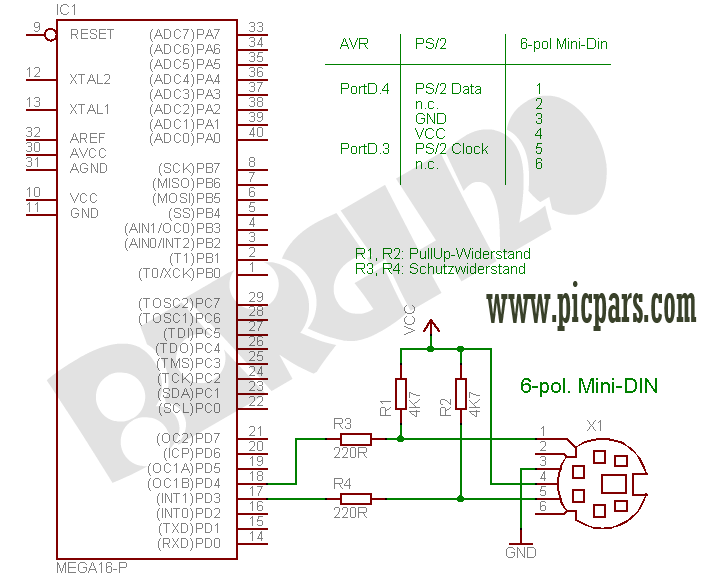 IC1
9 RESET
12 XTAL2
13 XTAL1
32 AREF
30 AVCC
31 AGND
10 VCC
11 GND
(ADC7)PA7 33
(ADC6)PA6 34
(ADC5)PA5 35
(ADC4)PA4 36
(ADC3)PA3 37
(ADC2)PA2 38
(ADC1)PA1 39
(ADC0)PA0 40
(SCK)PB7 8
(MISO)PB6 7
(MOSI)PB5 6
(SS)PB4 5
(AIN1/OC0)PB3 4
(AIN0/INT2)PB2 3
(T1)PB1 2
(T0/XCK)PB0 1
(TOSC2)PC7 29
(TOSC1)PC6 28
(TDI)PC5 27
(TDO)PC4 26
(TMS)PC3 25
(TCK)PC2 24
(SDA)PC1 23
(SCL)PC0 22
(OC2)PD7 21
(ICP)PD6 20
(OC1A)PD5 19
(OC1B)PD4 18
(INT1)PD3 17
(INT0)PD2 16
(TXD)PD1 15
(RXD)PD0 14
MEGA16-P
AVR PS/2 6-pol Mini-Din
PortD.4 PS/2 Data 1
n.c. 2
GND 3
VCC 4
PortD.3 PS/2 Clock 5
n.c. 6
R1, R2: PullUp-Widerstand
R3, R4: Schutzwiderstand
www.picpars.com
BERGI129
VCC
R1
4K7
R2
4K7
6-pol. Mini-DIN
R3
220R
R4
220R
X1
1
2
3
4
5
6
GND